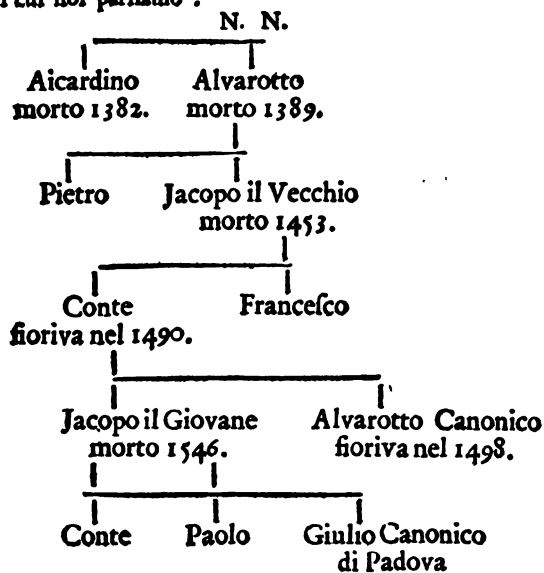 N. N.
Aicardino Alvarotto
morto 1382. morto 1389.
Pietro Jacopo il Vecchio
morto 1453.
Conte Franceſco
fioriva nel 1490.
Jacopo il Giovane Alvarotto Canonico
morto 1546. fioriva nel 1498.
Conte Paolo Giulio Canonico
di Padova